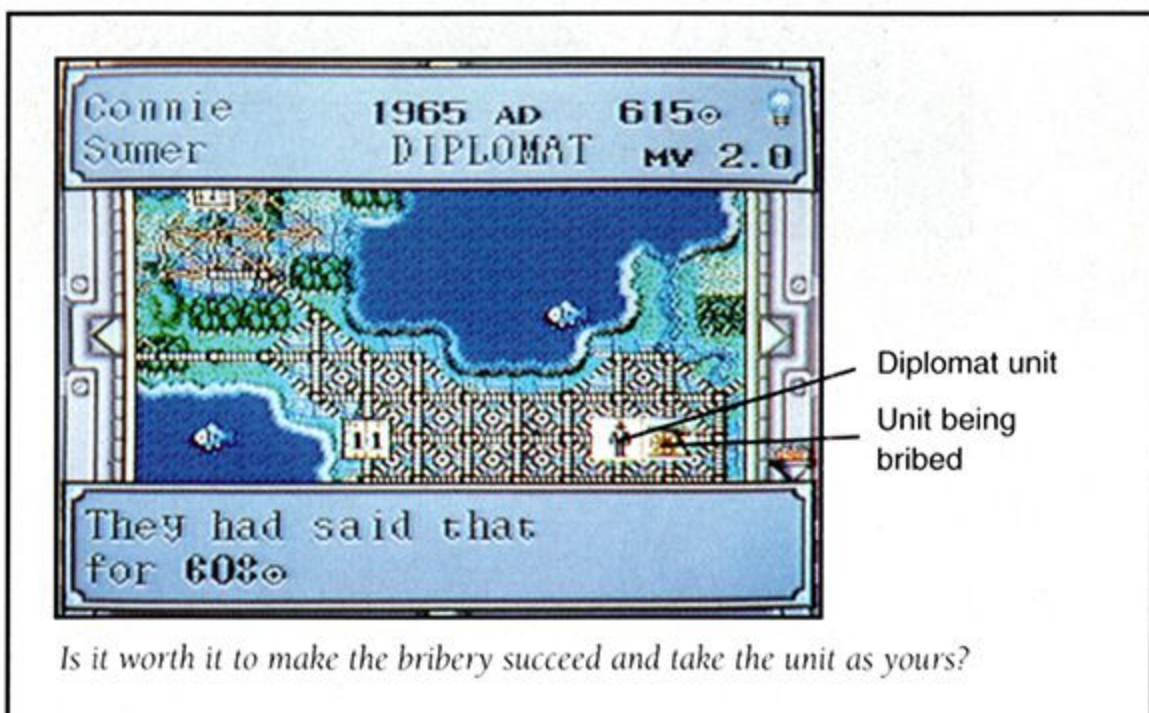 Connie 1965 AD 615
Sumer DIPLOMAT MV 2.0
11
Diplomat unit
Unit being
bribed
They had said that
for 608
Is it worth it to make the bribery succeed and take the unit as yours?